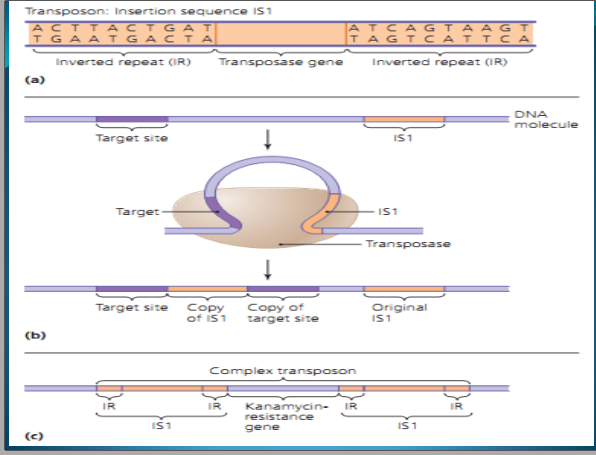 Transposon: Insertion sequence IS1
A C T T A C T G A T A T C A G T A A G T
T G A A T G A C T A T A G T C A T T C A
Inverted repeat (IR) Transposase gene Inverted repeat (IR)
(a)
DNA
molecule
Target site IS1
Target IS1
Transposase
Target site Copy Copy of Original
of IS1 target site IS1
(b)
Complex transposon
IR IR Kanamycin- IR IR
resistance
IS1 gene IS1
(c)